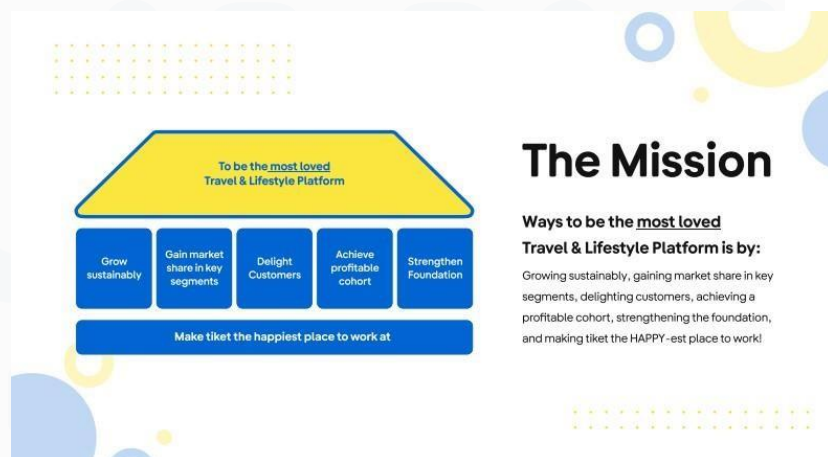 To be the most loved
Travel & Lifestyle Platform
Grow
sustainably
Gain market
share in key
segments
Delight
Customers
Achieve
profitable
cohort
Strengthen
Foundation
Make tiket the happiest place to work at
The Mission
Ways to be the most loved
Travel & Lifestyle Platform is by:
Growing sustainably, gaining market share in key
segments, delighting customers, achieving a
profitable cohort, strengthening the foundation,
and making tiket the HAPPY-est place to work!